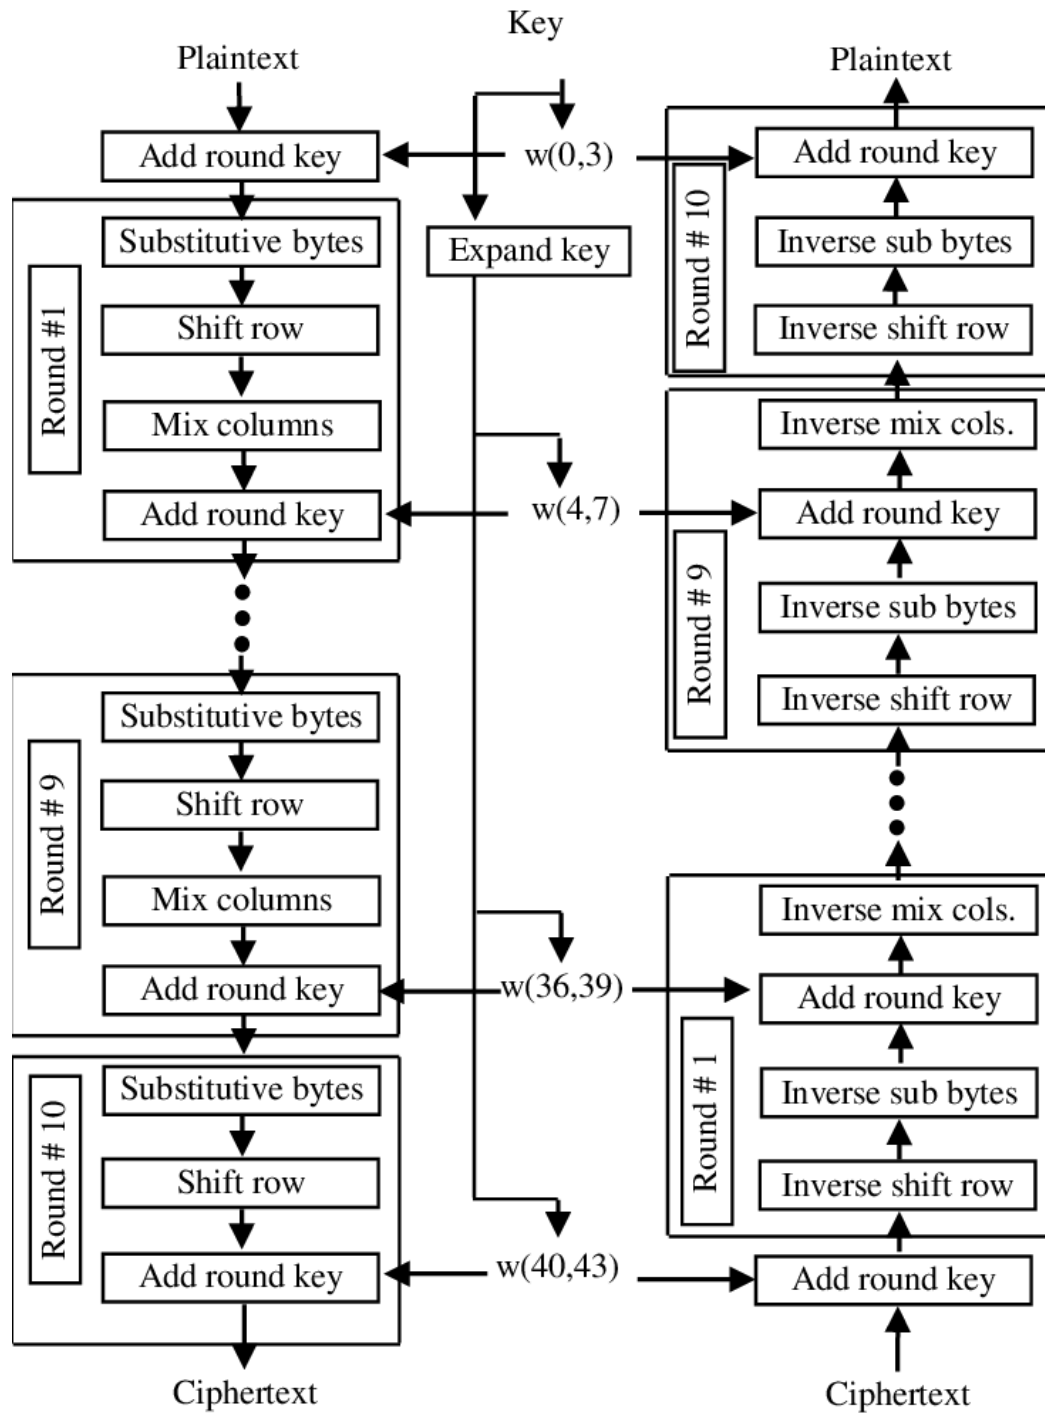 Key
Plaintext
Add round key
Round #1
Substitutive bytes
Shift row
Mix columns
Add round key
Round # 9
Substitutive bytes
Shift row
Mix columns
Add round key
Round # 10
Substitutive bytes
Shift row
Add round key
Ciphertext
w(0,3)
Expand key
w(4,7)
w(36,39)
w(40,43)
Plaintext
Round # 10
Add round key
Inverse sub bytes
Inverse shift row
Round # 9
Inverse mix cols.
Add round key
Inverse sub bytes
Inverse shift row
Round # 1
Inverse mix cols.
Add round key
Inverse sub bytes
Inverse shift row
Add round key
Ciphertext